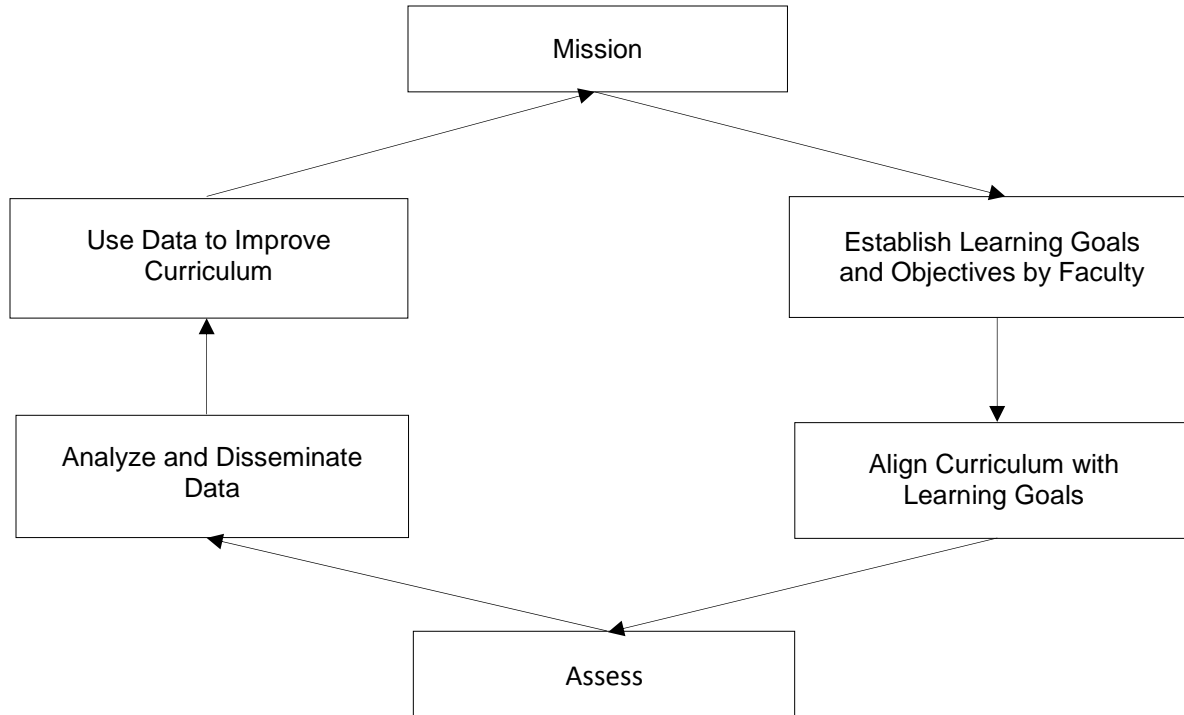 Mission
Use Data to Improve
Curriculum
Establish Learning Goals
and Objectives by Faculty
Analyze and Disseminate
Data
Align Curriculum with
Learning Goals
Assess